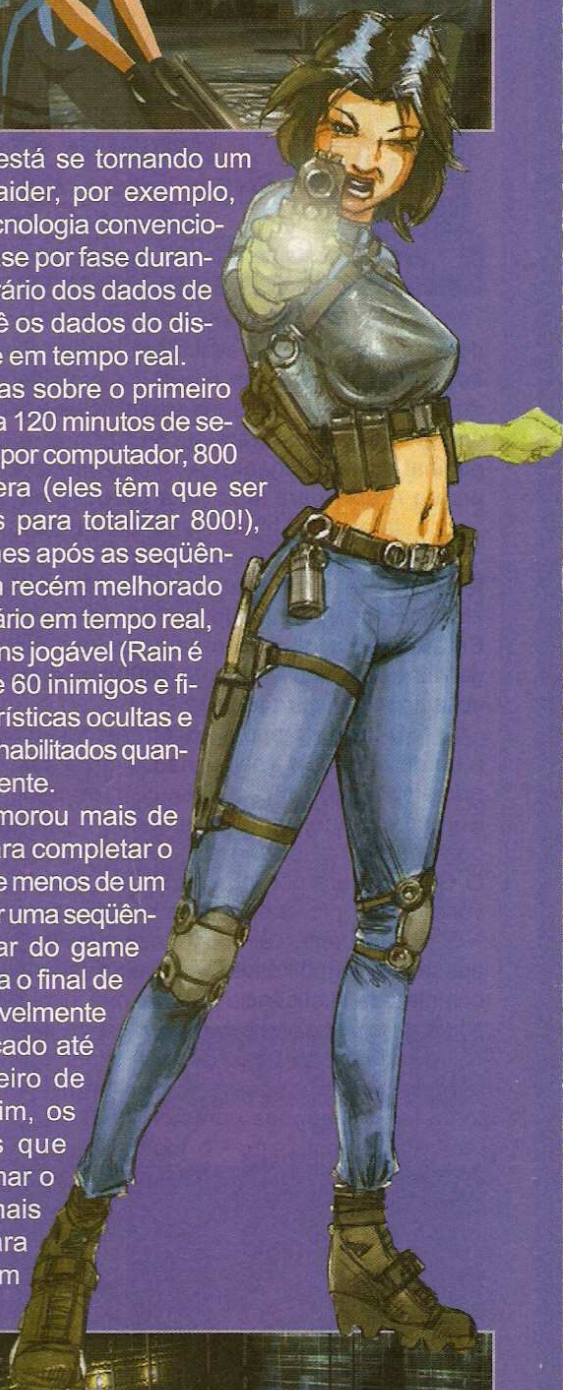 está se tornando um
aider, por exemplo,
cnologia convencio-
se por fase duran-
rário dos dados de
ê os dados do dis-
e em tempo real.
as sobre o primeiro
a 120 minutos de se-
por computador, 800
era (eles têm que ser
s para totalizar 800!),
nes após as seqüên-
n recém melhorado
ário em tempo real,
ns jogável (Rain é
e 60 inimigos e fi-
rísticas ocultas e
habilitados quan-
ente.
morou mais de
ara completar o
e menos de um
r uma seqüên-
ar do game
a o final de
velmente
çado até
eiro de
im, os
s que
nar o
nais
ara
m